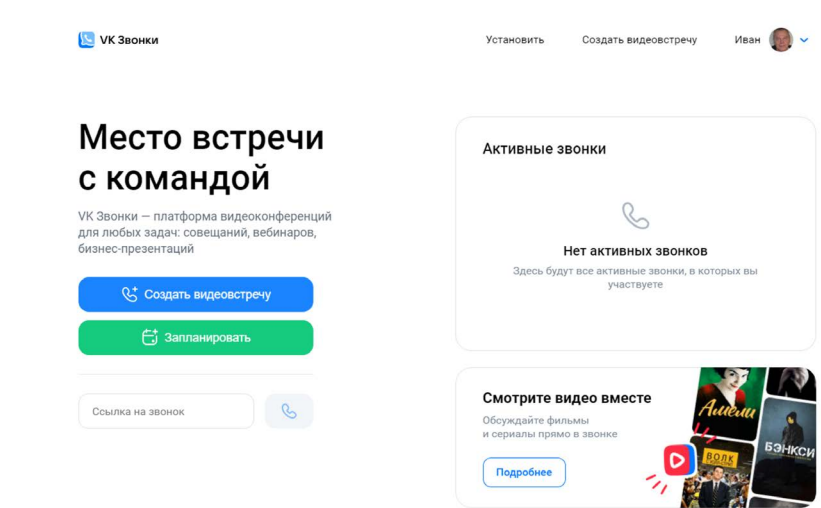 VK Звонки
Установить
Создать видеовстречу
Иван
Место встречи
с командой
VK Звонки — платформа видеоконференций
для любых задач: совещаний, вебинаров,
бизнес-презентаций
Создать видеовстречу
Запланировать
Ссылка на звонок
Активные звонки
Нет активных звонков
Здесь будут все активные звонки, в которых вы
участвуете
Смотрите видео вместе
Обсуждайте фильмы
и сериалы прямо в звонке
Подробнее
Амели
БЭНКСИ
ВОЛК